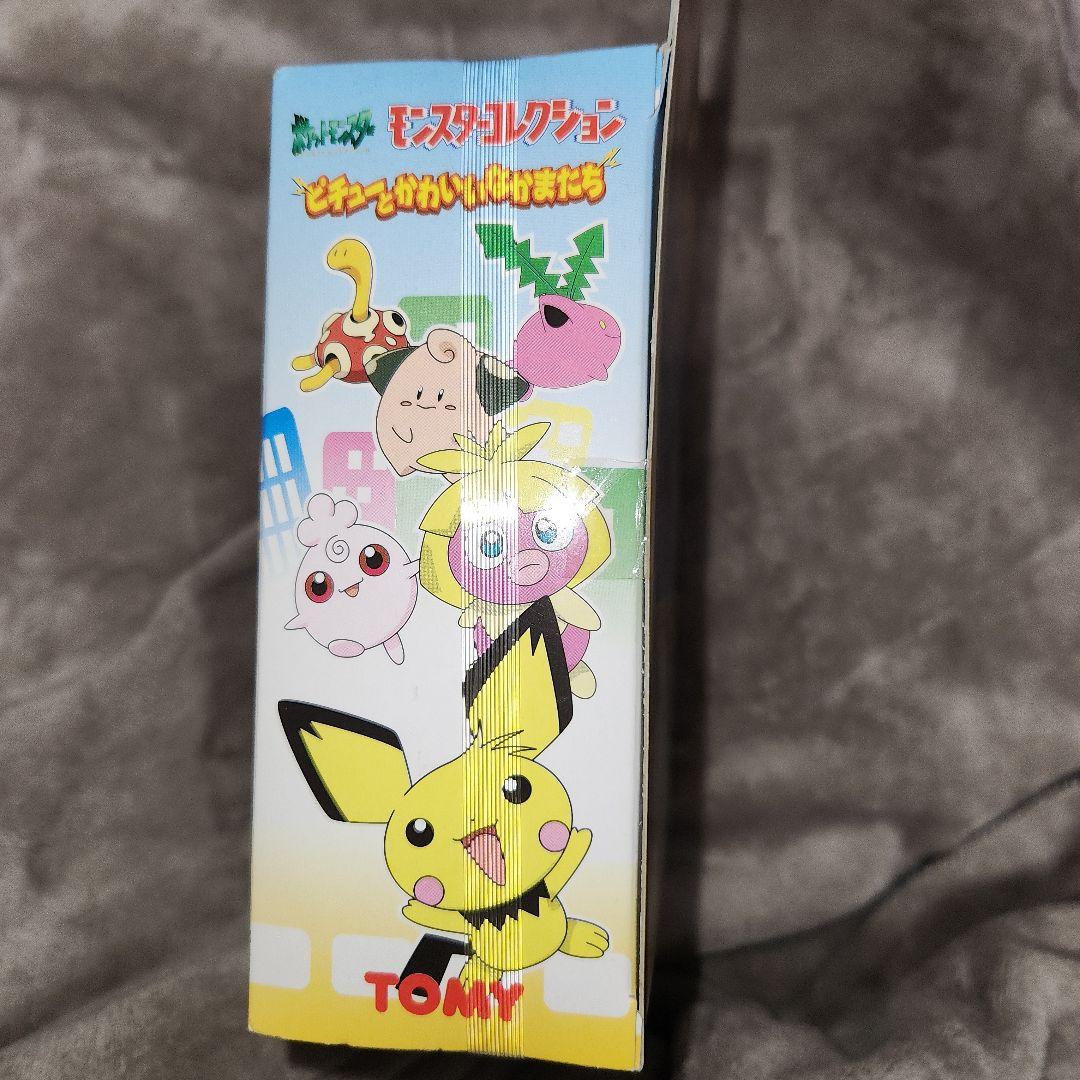 ポケットモンスター モンスターコレクション
ピチューとかわいいなかまたち
TOMY